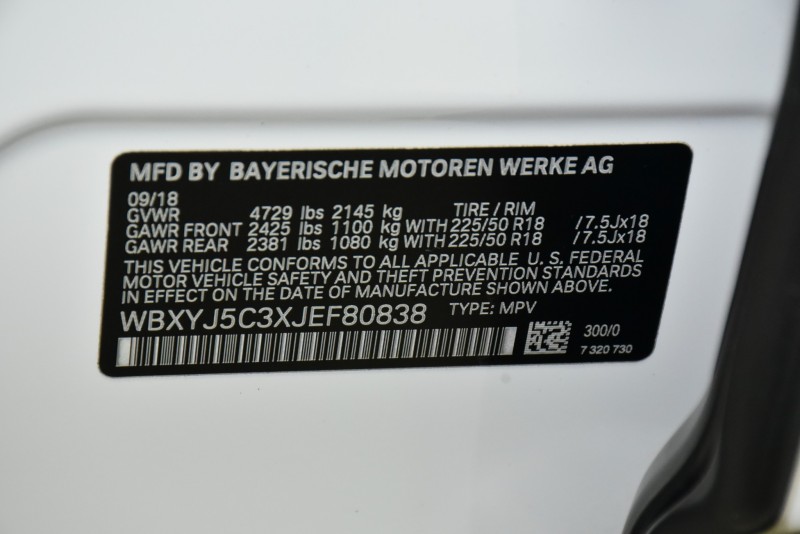 MFD BY BAYERISCHE MOTOREN WERKE AG
09/18
GVWR 4729 lbs 2145 kg TIRE / RIM
GAWR FRONT 2425 lbs 1100 kg WITH 225/50 R18 /7.5Jx18
GAWR REAR 2381 lbs 1080 kg WITH 225/50 R18 /7.5Jx18
THIS VEHICLE CONFORMS TO ALL APPLICABLE U. S. FEDERAL
MOTOR VEHICLE SAFETY AND THEFT PREVENTION STANDARDS
IN EFFECT ON THE DATE OF MANUFACTURE SHOWN ABOVE.
WBXYJ5C3XJEF80838 TYPE: MPV
300/0
7 320 730